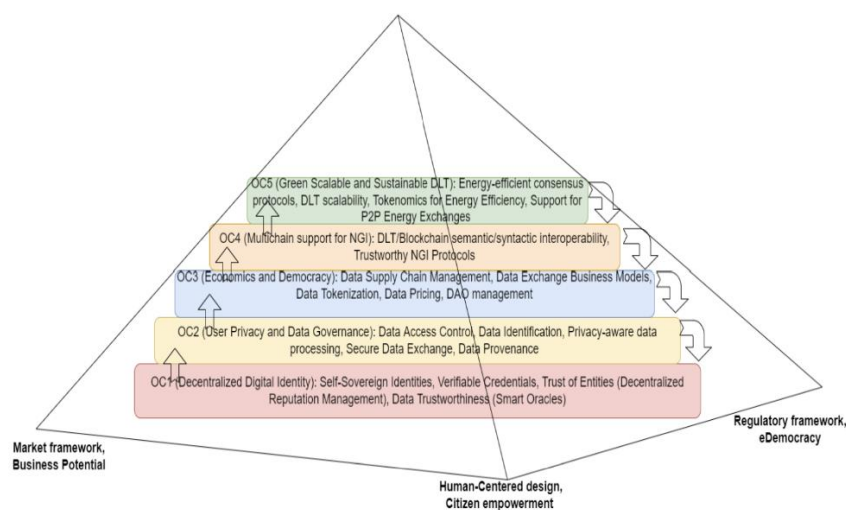 OC5 (Green Scalable and Sustainable DLT): Energy-efficient consensus
protocols, DLT scalability, Tokenomics for Energy Efficiency, Support for
P2P Energy Exchanges
OC4 (Multichain support for NGI): DLT/Blockchain semantic/syntactic interoperability,
Trustworthy NGI Protocols
OC3 (Economics and Democracy): Data Supply Chain Management, Data Exchange Business Models,
Data Tokenization, Data Pricing, DAO management
OC2 (User Privacy and Data Governance): Data Access Control, Data Identification, Privacy-aware data
processing, Secure Data Exchange, Data Provenance
OC1 (Decentralized Digital Identity): Self-Sovereign Identities, Verifiable Credentials, Trust of Entities (Decentralized
Reputation Management), Data Trustworthiness (Smart Oracles)
Market framework,
Business Potential
Human-Centered design,
Citizen empowerment
Regulatory framework,
eDemocracy